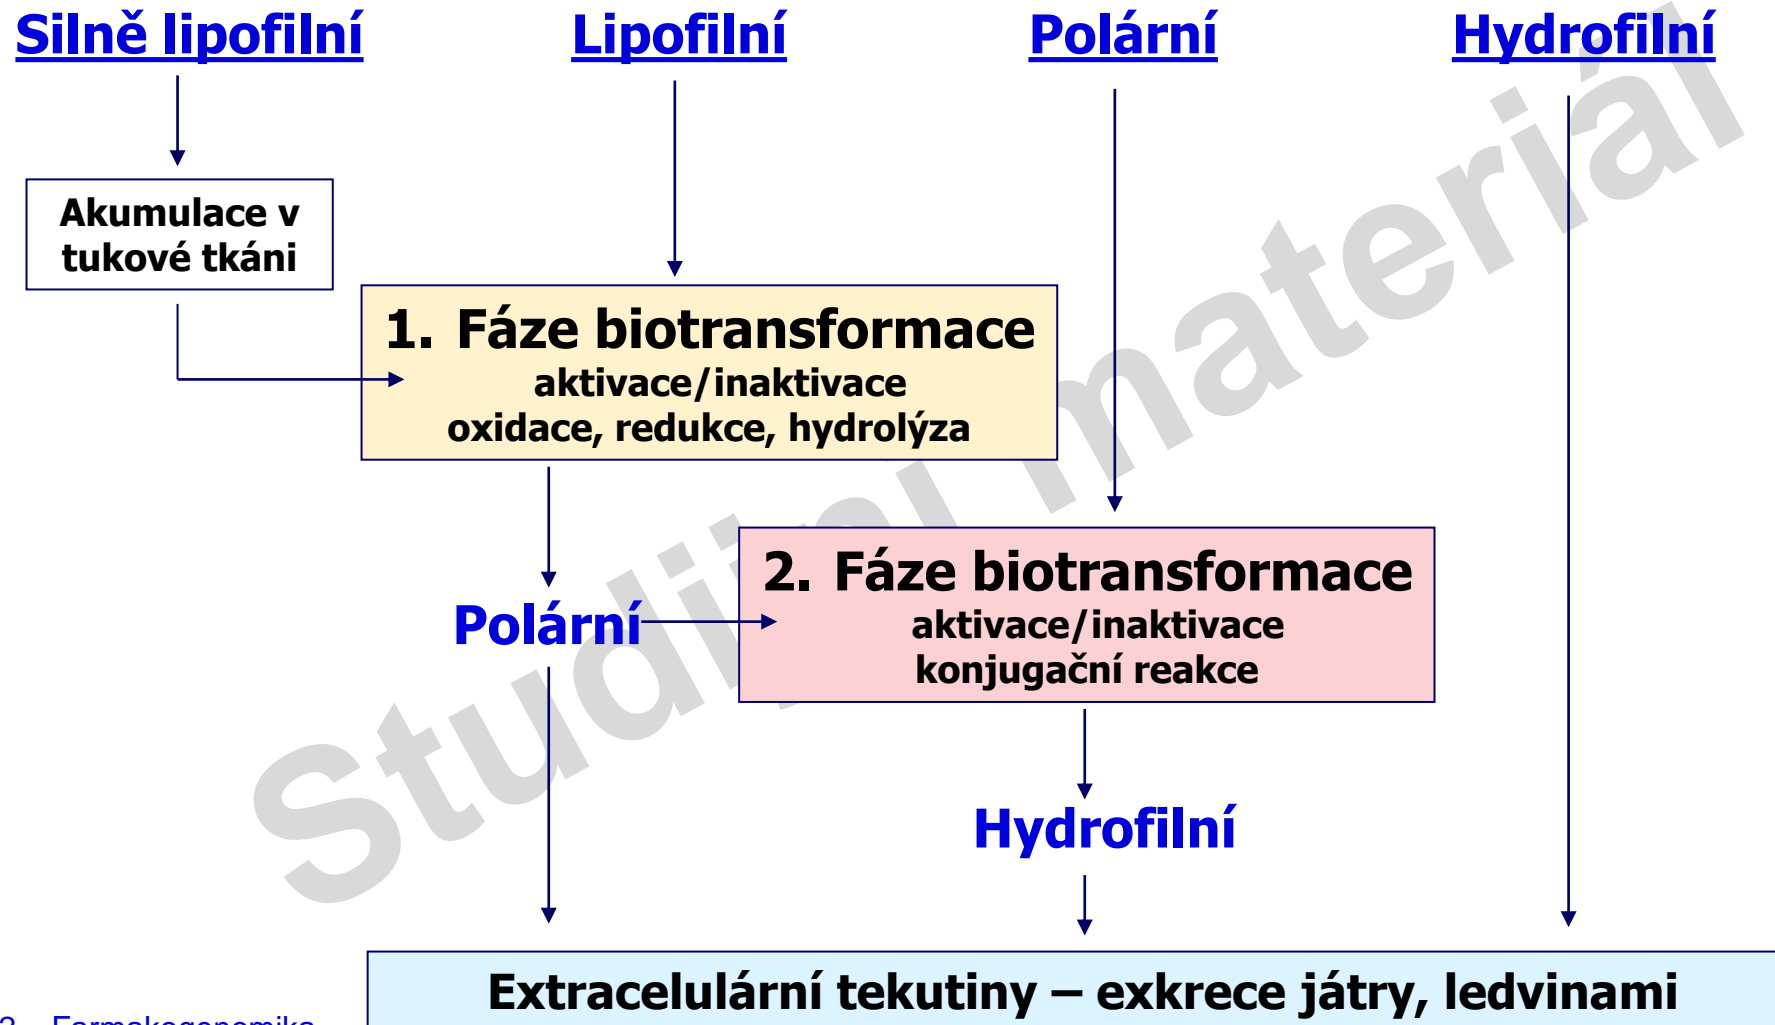 Silně lipofilní
Lipofilní
Polární
Hydrofilní
Akumulace v
tukové tkáni
1. Fáze biotransformace
aktivace/inaktivace
oxidace, redukce, hydrolýza
2. Fáze biotransformace
aktivace/inaktivace
konjugační reakce
Polární
Hydrofilní
Extracelulární tekutiny – exkrece játry, ledvinami
Farmakogenomika
Studijní materiál